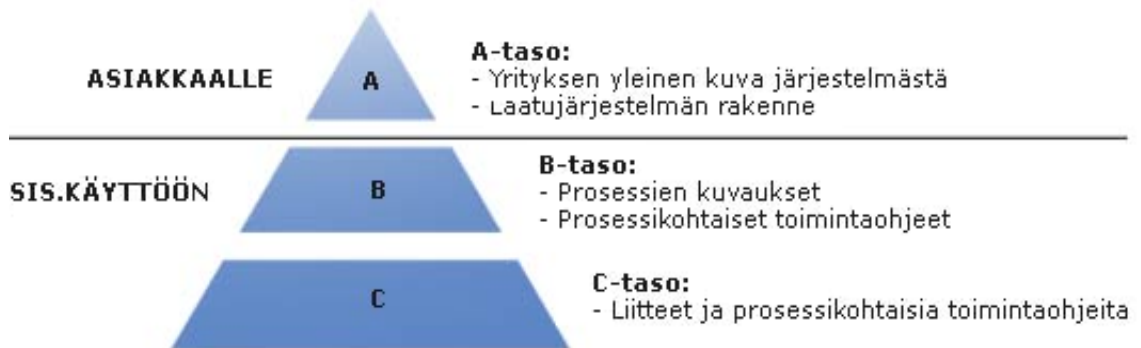 A-taso:
ASIAKKAALLE
A
- Yrityksen yleinen kuva järjestelmästä
- Laatujärjestelmän rakenne
B-taso:
SIS.KÄYTTÖÖN
B
- Prosessien kuvaukset
- Prosessikohtaiset toimintaohjeet
C-taso:
C
- Liitteet ja prosessikohtaisia toimintaohjeita